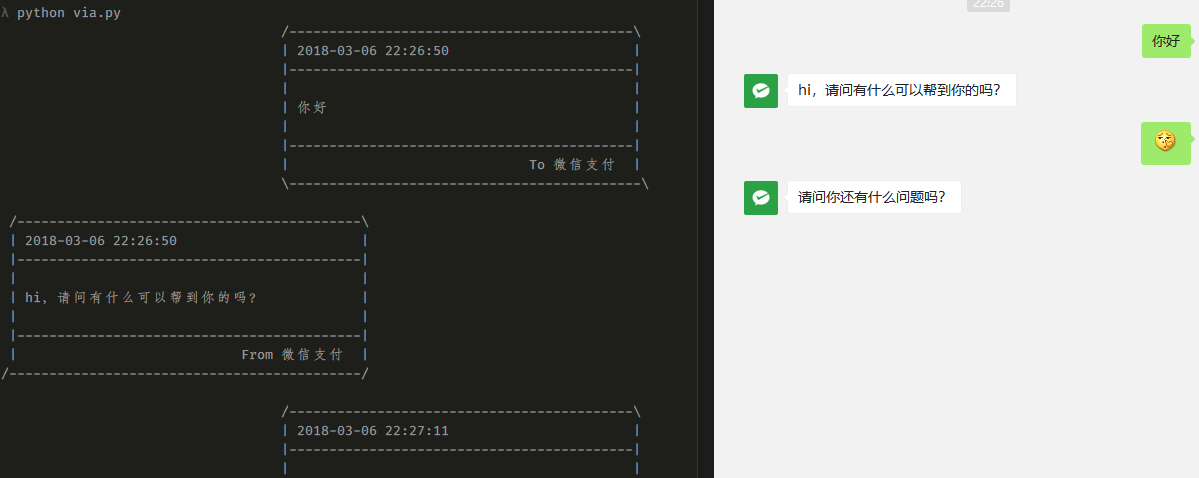 λ python via.py
/-------------------------------------------\
| 2018-03-06 22:26:50 |
|-------------------------------------------|
| |
| 你好 |
| |
|-------------------------------------------|
| To 微信支付 |
\--------------------------------------------\
/-------------------------------------------\
| 2018-03-06 22:26:50 |
|-------------------------------------------|
| |
| hi, 请问有什么可以帮到你的吗? |
| |
|-------------------------------------------|
| From 微信支付 |
/--------------------------------------------/
/-------------------------------------------\
| 2018-03-06 22:27:11 |
|-------------------------------------------|
| |
22:26
你好
hi，请问有什么可以帮到你的吗?
请问你还有什么问题吗?